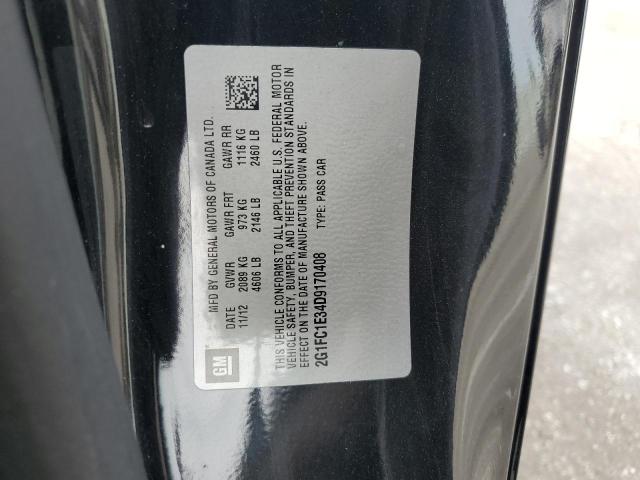 GM
MFD BY GENERAL MOTORS OF CANADA LTD.
DATE GVWR GAWR FRT GAWR RR
11/12 2089 KG 973 KG 1116 KG
4606 LB 2146 LB 2460 LB
THIS VEHICLE CONFORMS TO ALL APPLICABLE U.S. FEDERAL MOTOR
VEHICLE SAFETY, BUMPER, AND THEFT PREVENTION STANDARDS IN
EFFECT ON THE DATE OF MANUFACTURE SHOWN ABOVE.
2G1FC1E34D9170408 TYPE: PASS CAR